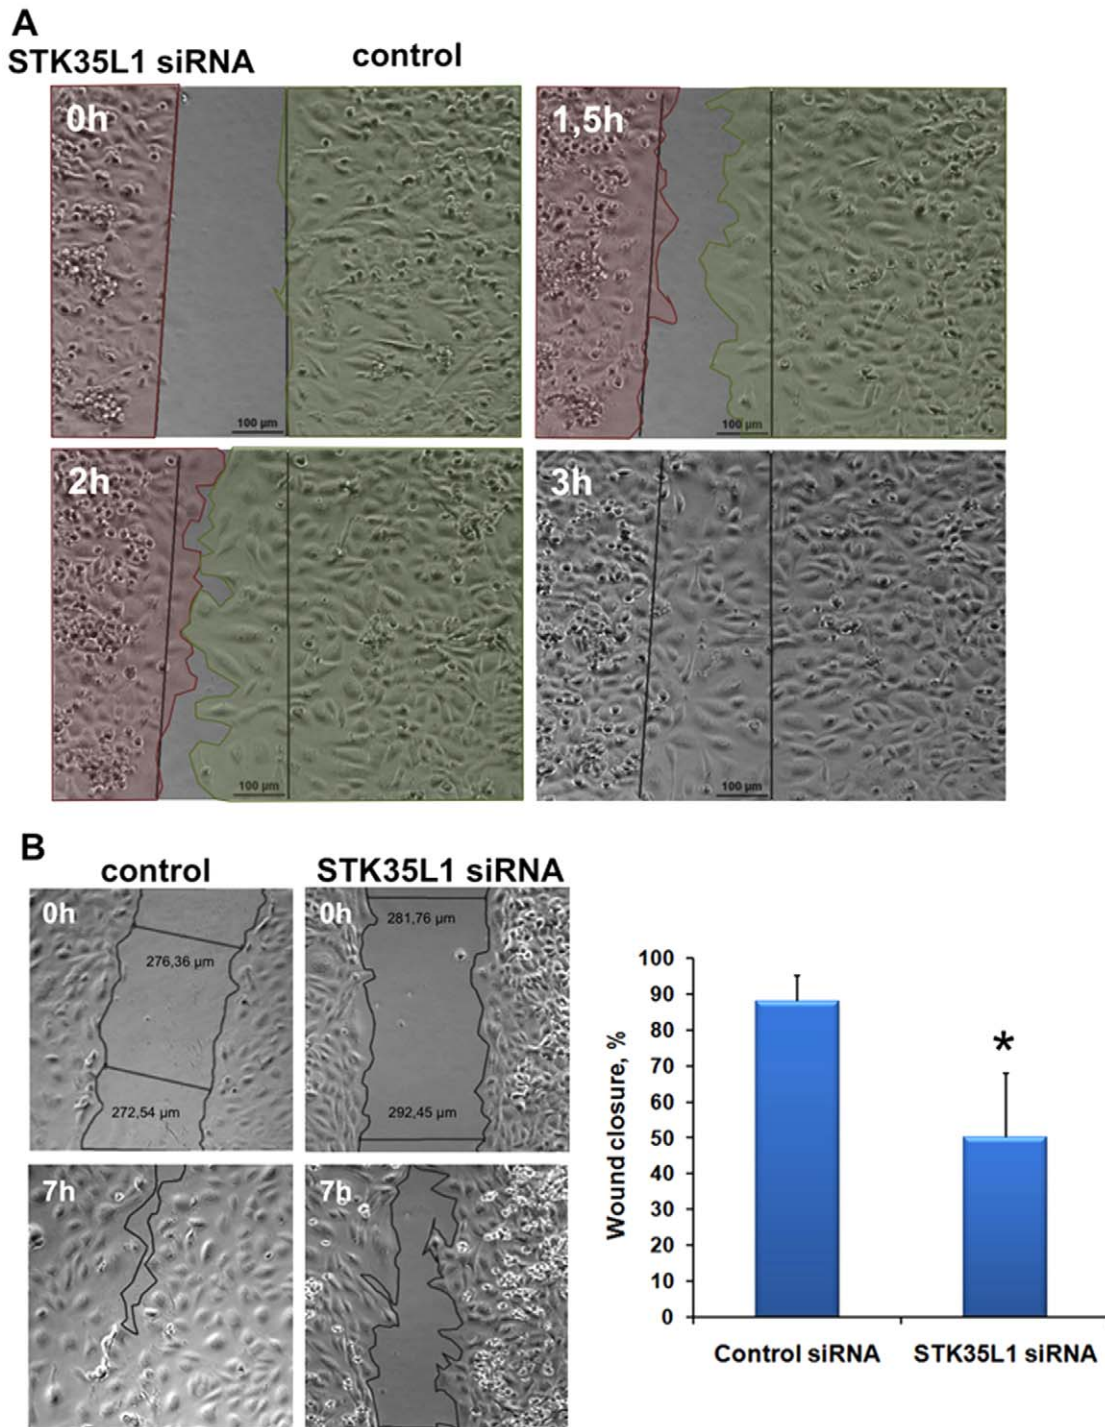 A
STK35L1 siRNA control
0h
100 µm
1,5h
100 µm
2h
100 µm
3h
100 µm
B
control
STK35L1 siRNA
0h
276,36 µm
272,54 µm
0h
281,76 µm
292,45 µm
7h
7h
Wound closure, %
100
90
80
70
60
50
40
30
20
10
0
*
Control siRNA
STK35L1 siRNA